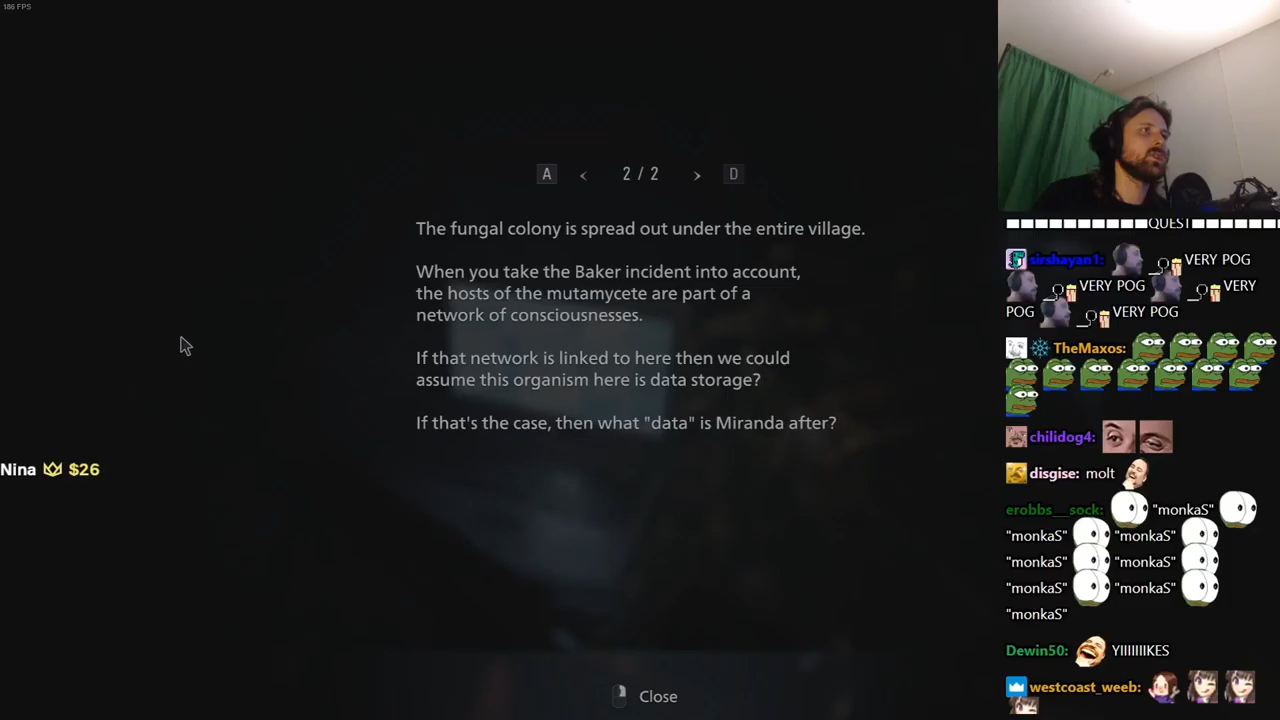 186 FPS
A < 2 / 2 > D
The fungal colony is spread out under the entire village.
When you take the Baker incident into account,
the hosts of the mutamycete are part of a
network of consciousnesses.
If that network is linked to here then we could
assume this organism here is data storage?
If that's the case, then what "data" is Miranda after?
Close
Nina $26
QUEST
sirshayan1: VERY POG
VERY POG VERY
POG VERY POG
TheMaxos:
chilidog4:
disgise: molt
erobbs__sock: "monkaS"
"monkaS" "monkaS"
"monkaS" "monkaS"
"monkaS" "monkaS"
"monkaS"
Dewin50: YIIIIIIKES
westcoast_weeb: